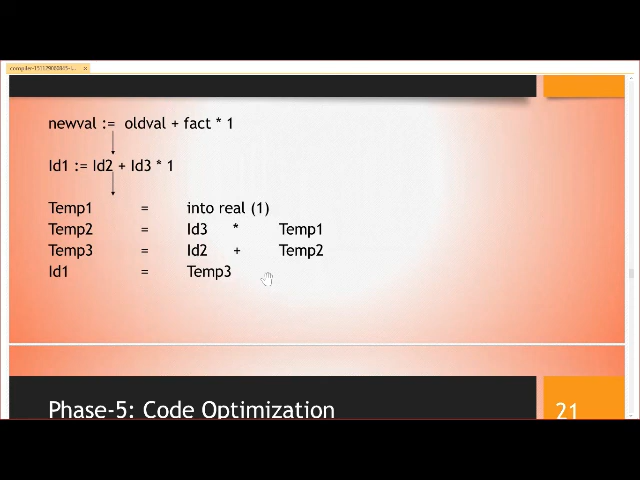 newval := oldval + fact * 1
Id1 := Id2 + Id3 * 1
Temp1 = into real (1)
Temp2 = Id3 * Temp1
Temp3 = Id2 + Temp2
Id1 = Temp3
Phase-5: Code Optimization
21